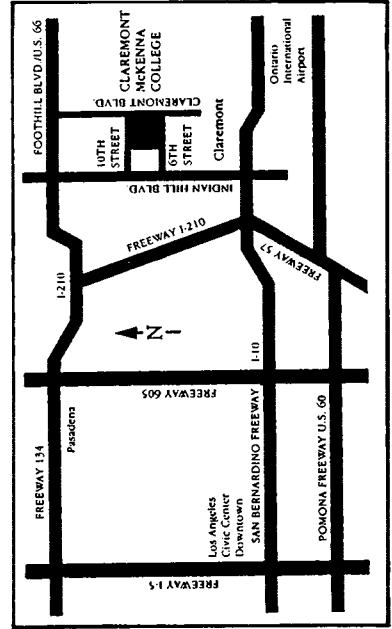 FOOTHILL BLVD./U.S. 66
CLAREMONT
McKENNA
COLLEGE
CLAREMONT BLVD.
10TH
STREET
6TH
STREET
Claremont
INDIAN HILL BLVD.
Ontario
International
Airport
FREEWAY I-210
FREEWAY 57
I-210
N
I-10
FREEWAY 605
Pasadena
FREEWAY 134
SAN BERNARDINO FREEWAY
POMONA FREEWAY U.S. 60
Los Angeles
Civic Center
Downtown
FREEWAY I-5